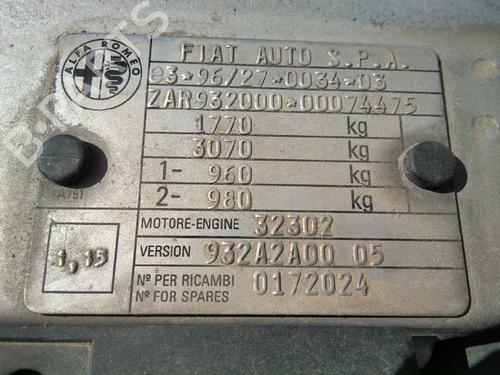 ALFA ROMEO
FIAT AUTO S.P.A.
e3*96/27*0034*03
ZAR932000*00074475
1770 kg
3070 kg
1- 960 kg
2- 980 kg
A791
MOTORE-ENGINE 32302
VERSION 932A2A00 05
1,15
Nº PER RICAMBI
Nº FOR SPARES 0172024